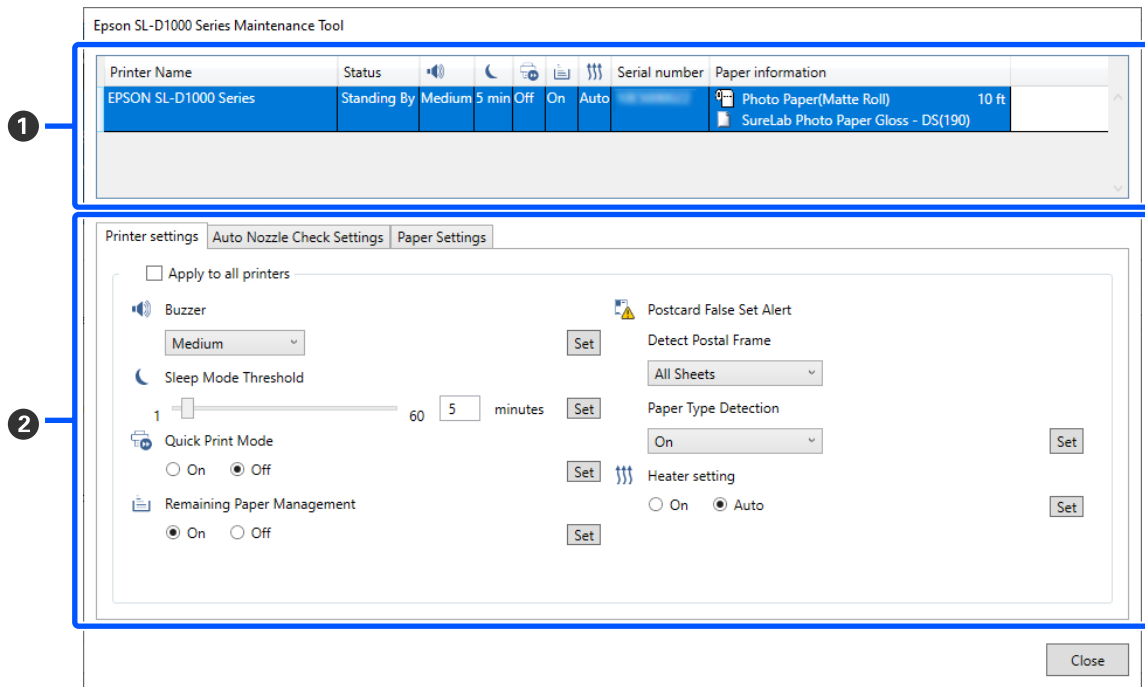 Epson SL-D1000 Series Maintenance Tool
Printer Name Status Serial number Paper information
EPSON SL-D1000 Series Standing By Medium 5 min Off On Auto Photo Paper(Matte Roll) 10 ft
SureLab Photo Paper Gloss - DS(190)
1
Printer settings Auto Nozzle Check Settings Paper Settings
Apply to all printers
Buzzer
Medium Set
Sleep Mode Threshold
1 60 5 minutes Set
Quick Print Mode
On Off Set
Remaining Paper Management
On Off Set
Postcard False Set Alert
Detect Postal Frame
All Sheets
Paper Type Detection
On Set
Heater setting
On Auto Set
2
Close